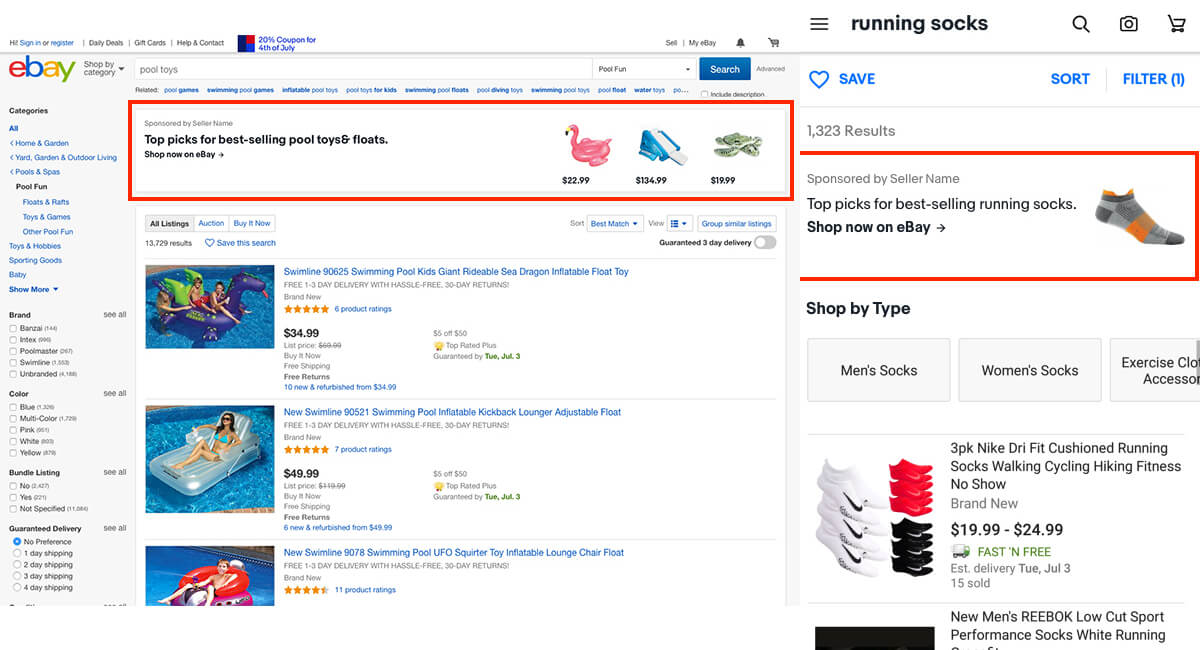 Hi! Sign in or register | Daily Deals | Gift Cards | Help & Contact
20% Coupon for
4th of July
Sell | My eBay
ebay
Shop by
category
pool toys
Pool Fun
Search
Advanced
Related: pool games swimming pool games inflatable pool toys pool toys for kids swimming pool floats pool diving toys swimming pool toys pool float water toys po...
Include description
Categories
All
< Home & Garden
< Yard, Garden & Outdoor Living
< Pools & Spas
Pool Fun
Floats & Rafts
Toys & Games
Other Pool Fun
Toys & Hobbies
Sporting Goods
Baby
Show More
Brand see all
Banzai (144)
Intex (996)
Poolmaster (267)
Swimline (1,553)
Unbranded (4,188)
Color see all
Blue (1,326)
Multi-Color (1,729)
Pink (951)
White (803)
Yellow (879)
Bundle Listing see all
No (2,427)
Yes (221)
Not Specified (11,084)
Guaranteed Delivery see all
No Preference
1 day shipping
2 day shipping
3 day shipping
4 day shipping
see all
Sponsored by Seller Name
Top picks for best-selling pool toys& floats.
Shop now on eBay →
$22.99 $134.99 $19.99
All Listings Auction Buy It Now
Sort Best Match View Group similar listings
13,729 results Save this search
Guaranteed 3 day delivery
Swimline 90625 Swimming Pool Kids Giant Rideable Sea Dragon Inflatable Float Toy
FREE 1-3 DAY DELIVERY WITH HASSLE-FREE, 30-DAY RETURNS!
Brand New
6 product ratings
$34.99 $5 off $50
List price: $69.99 Top Rated Plus
Buy It Now Guaranteed by Tue, Jul. 3
Free Shipping
Free Returns
10 new & refurbished from $34.99
New Swimline 90521 Swimming Pool Inflatable Kickback Lounger Adjustable Float
FREE 1-3 DAY DELIVERY WITH HASSLE-FREE, 30-DAY RETURNS!
Brand New
7 product ratings
$49.99 $5 off $50
List price: $119.99 Top Rated Plus
Buy It Now Guaranteed by Tue, Jul. 3
Free Shipping
Free Returns
6 new & refurbished from $49.99
New Swimline 9078 Swimming Pool UFO Squirter Toy Inflatable Lounge Chair Float
FREE 1-3 DAY DELIVERY WITH HASSLE-FREE, 30-DAY RETURNS!
Brand New
11 product ratings
running socks
SAVE SORT FILTER (1)
1,323 Results
Sponsored by Seller Name
Top picks for best-selling running socks.
Shop now on eBay →
Shop by Type
Men's Socks
Women's Socks
Exercise Clo
Accesso
3pk Nike Dri Fit Cushioned Running
Socks Walking Cycling Hiking Fitness
No Show
Brand New
$19.99 - $24.99
FAST 'N FREE
Est. delivery Tue, Jul 3
15 sold
New Men's REEBOK Low Cut Sport
Performance Socks White Running